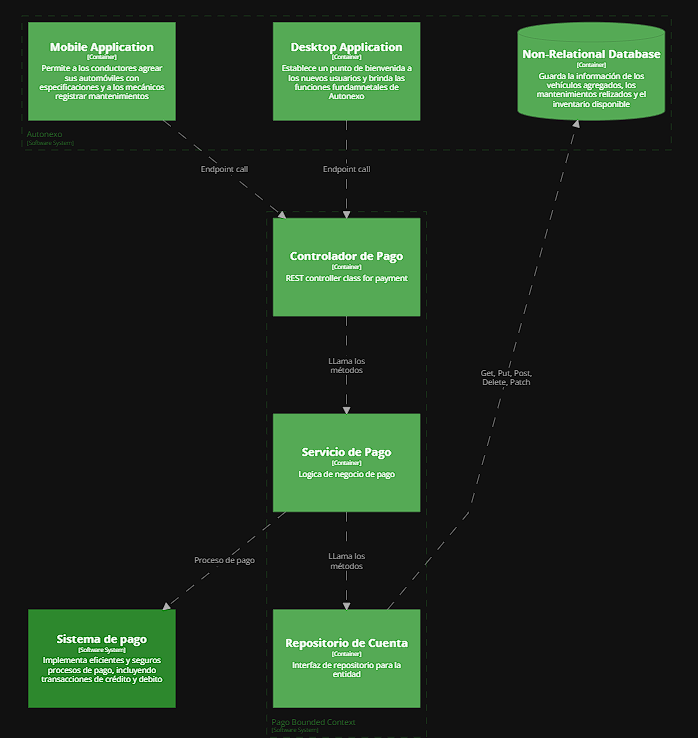 Mobile Application
[Container]
Permite a los conductores agrear
sus automóviles con
especificaciones y a los mecánicos
registrar mantenimientos
Desktop Application
[Container]
Establece un punto de bienvenida a
los nuevos usuarios y brinda las
funciones fundamnetales de
Autonexo
Non-Relational Database
[Container]
Guarda la información de los
vehículos agregados, los
mantenimientos relizados y el
inventario disponible
Autonexo
[Software System]
Endpoint call
Endpoint call
Controlador de Pago
[Container]
REST controller class for payment
LLama los
métodos
Get, Put, Post,
Delete, Patch
Servicio de Pago
[Container]
Logica de negocio de pago
Proceso de pago
LLama los
métodos
Sistema de pago
[Software System]
Implementa eficientes y seguros
procesos de pago, incluyendo
transacciones de crédito y debito
Repositorio de Cuenta
[Container]
Interfaz de repositorio para la
entidad
Pago Bounded Context
[Software System]